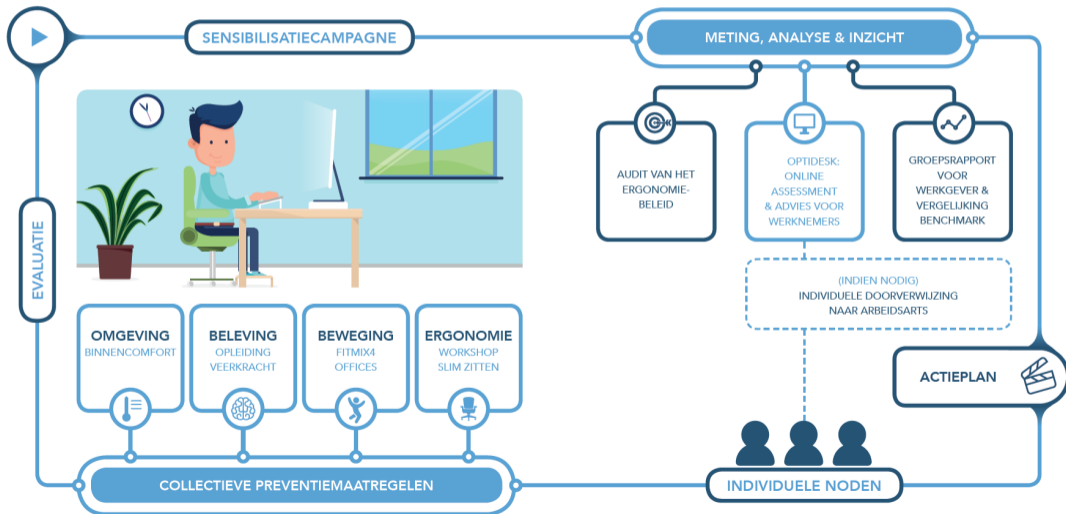 SENSIBILISATIECAMPAGNE
METING, ANALYSE & INZICHT
AUDIT VAN HET
ERGONOMIE-
BELEID
OPTIDESK:
ONLINE
ASSESSMENT
& ADVIES VOOR
WERKNEMERS
GROEPSRAPPORT
VOOR
WERKGEVER &
VERGELIJKING
BENCHMARK
(INDIEN NODIG)
INDIVIDUELE DOORVERWIJZING
NAAR ARBEIDSARTS
ACTIEPLAN
INDIVIDUELE NODEN
OMGEVING
BINNENCOMFORT
BELEVING
OPLEIDING
VEERKRACHT
BEWEGING
FITMIX4
OFFICES
ERGONOMIE
WORKSHOP
SLIM ZITTEN
COLLECTIEVE PREVENTIEMAATREGELEN
EVALUATIE